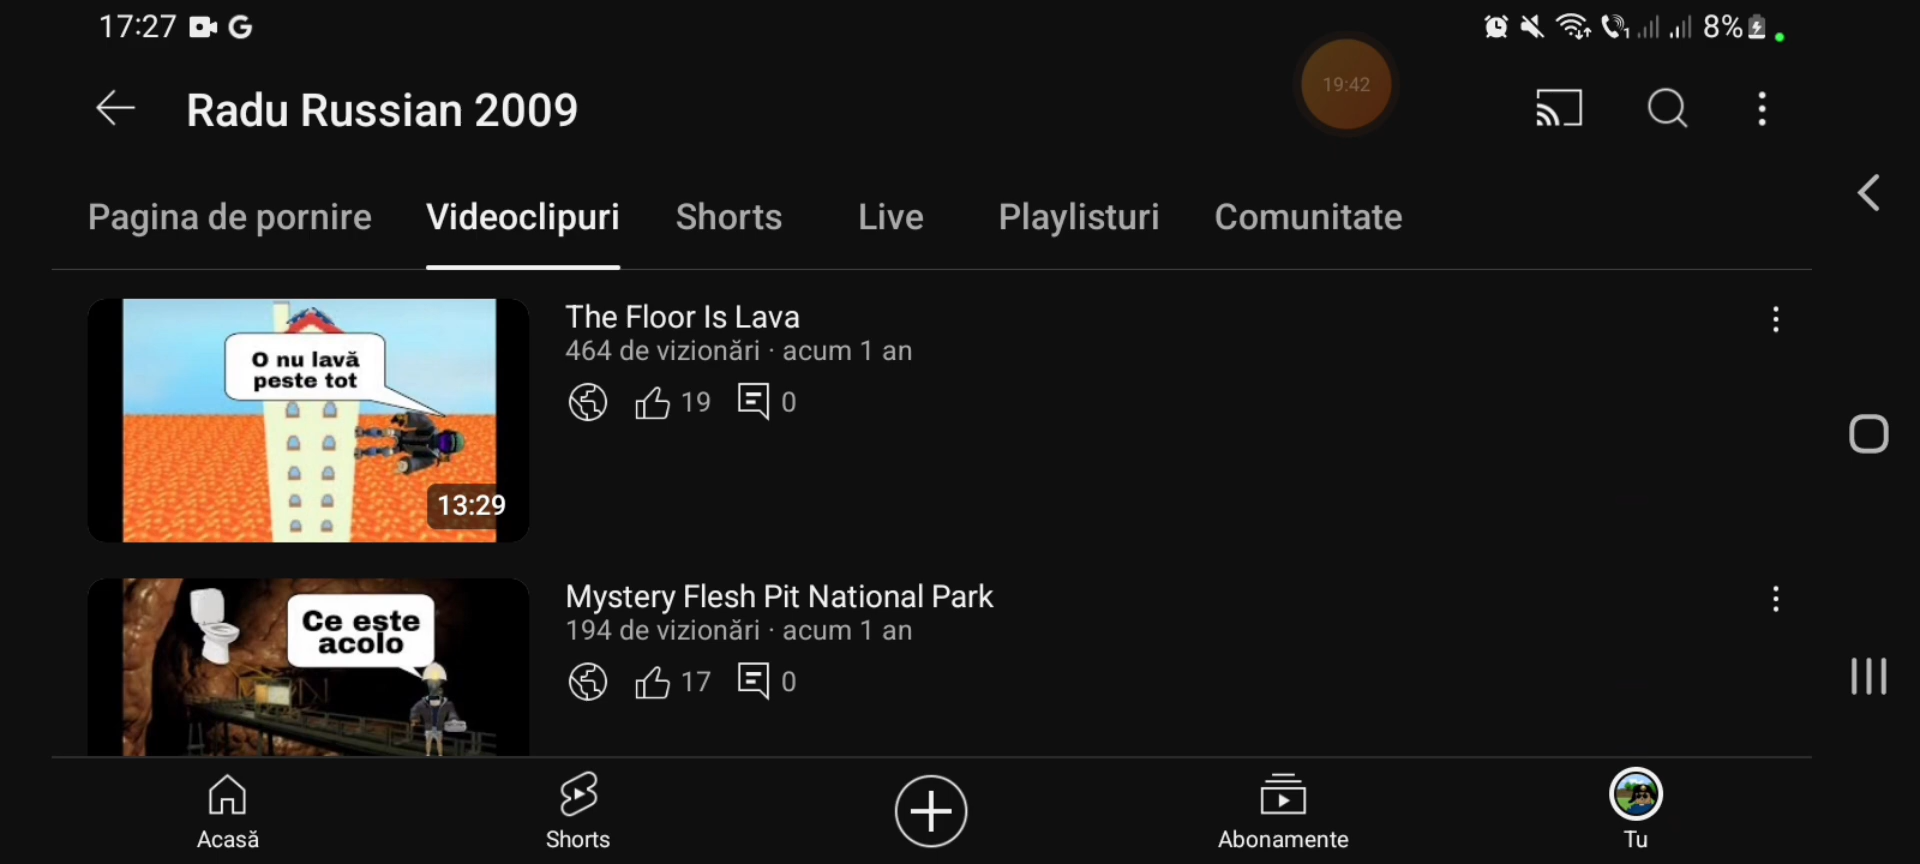 17:27
8%
19:42
Radu Russian 2009
Pagina de pornire Videoclipuri Shorts Live Playlisturi Comunitate
O nu lavă
peste tot
13:29
The Floor Is Lava
464 de vizionări · acum 1 an
19 0
Ce este
acolo
Mystery Flesh Pit National Park
194 de vizionări · acum 1 an
17 0
Acasă Shorts Abonamente Tu